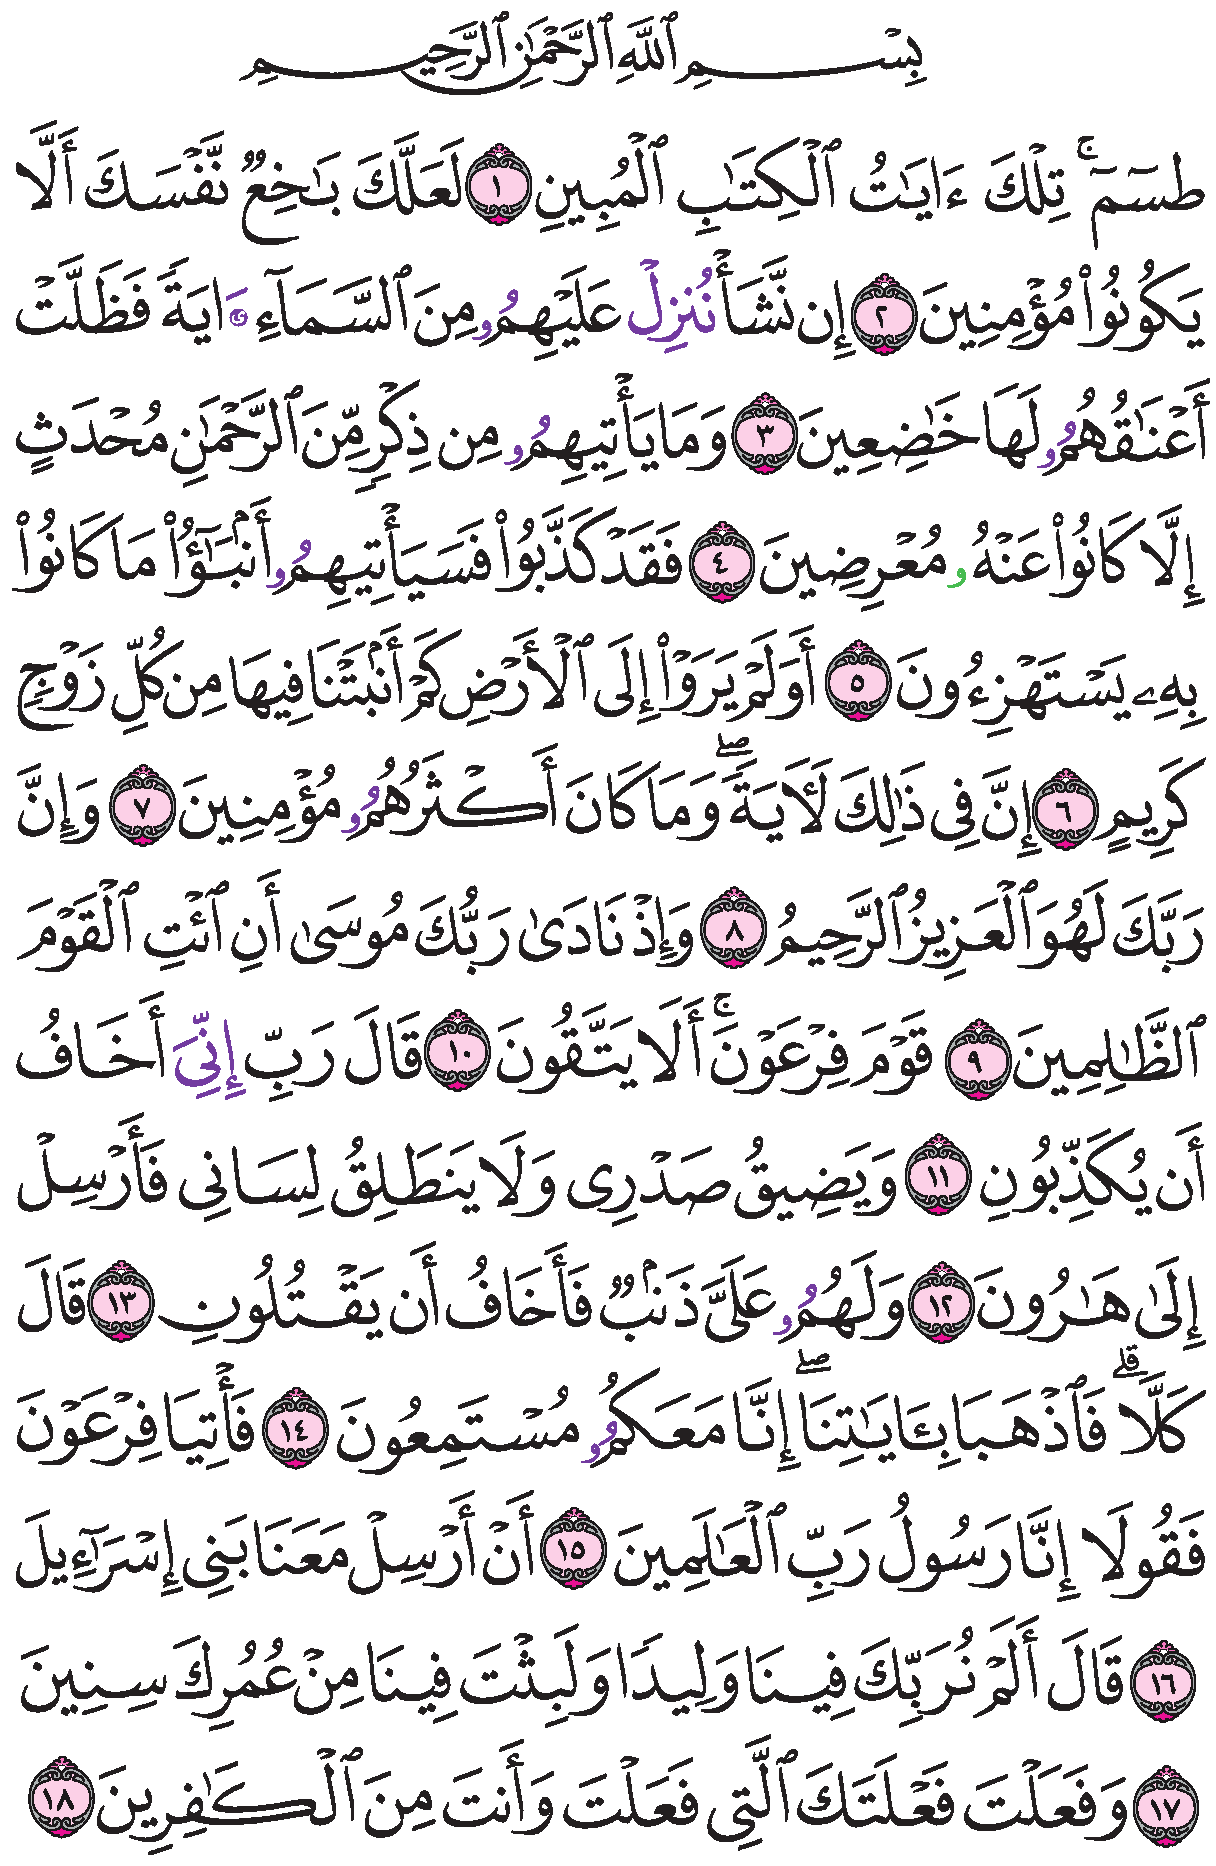 بِسْمِ ٱللَّهِ ٱلرَّحْمَٰنِ ٱلرَّحِيمِ
طسٓمٓۚ تِلْكَ ءَايَٰتُ ٱلْكِتَٰبِ ٱلْمُبِينِ ١ لَعَلَّكَ بَٰخِعٌ نَّفْسَكَ أَلَّا
يَكُونُوا۟ مُؤْمِنِينَ ٢ إِن نَّشَأْ نُنزِلْ عَلَيْهِمُو مِنَ ٱلسَّمَآءِ اَيَةً فَظَلَّتْ
أَعْنَٰقُهُمُو لَهَا خَٰضِعِينَ ٣ وَمَا يَأْتِيهِمُو مِن ذِكْرٍ مِّنَ ٱلرَّحْمَٰنِ مُحْدَثٍ
إِلَّا كَانُوا۟ عَنْهُو مُعْرِضِينَ ٤ فَقَدْ كَذَّبُوا۟ فَسَيَأْتِيهِمُو أَنۢبَٰٓؤُا۟ مَا كَانُوا۟
بِهِۦ يَسْتَهْزِءُونَ ٥ أَوَلَمْ يَرَوْا۟ إِلَى ٱلْأَرْضِ كَمْ أَنۢبَتْنَا فِيهَا مِن كُلِّ زَوْجٍ
كَرِيمٍ ٦ إِنَّ فِى ذَٰلِكَ لَءَايَةًۖ وَمَا كَانَ أَكْثَرُهُمُو مُؤْمِنِينَ ٧ وَإِنَّ
رَبَّكَ لَهُوَ ٱلْعَزِيزُ ٱلرَّحِيمُ ٨ وَإِذْ نَادَىٰ رَبُّكَ مُوسَىٰ أَنِ ٱئْتِ ٱلْقَوْمَ
ٱلظَّٰلِمِينَ ٩ قَوْمَ فِرْعَوْنَۚ أَلَا يَتَّقُونَ ١٠ قَالَ رَبِّ إِنِّىَ أَخَافُ
أَن يُكَذِّبُونِ ١١ وَيَضِيقُ صَدْرِى وَلَا يَنطَلِقُ لِسَانِى فَأَرْسِلْ
إِلَىٰ هَٰرُونَ ١٢ وَلَهُمُو عَلَىَّ ذَنۢبٌ فَأَخَافُ أَن يَقْتُلُونِ ١٣ قَالَ
كَلَّاۗ فَٱذْهَبَا بِـَٔايَٰتِنَاۖ إِنَّا مَعَكُمُو مُسْتَمِعُونَ ١٤ فَأْتِيَا فِرْعَوْنَ
فَقُولَا إِنَّا رَسُولُ رَبِّ ٱلْعَٰلَمِينَ ١٥ أَنْ أَرْسِلْ مَعَنَا بَنِى إِسْرَٰٓءِيلَ
١٦ قَالَ أَلَمْ نُرَبِّكَ فِينَا وَلِيدًا وَلَبِثْتَ فِينَا مِنْ عُمُرِكَ سِنِينَ
١٧ وَفَعَلْتَ فَعْلَتَكَ ٱلَّتِى فَعَلْتَ وَأَنتَ مِنَ ٱلْكَٰفِرِينَ ١٨